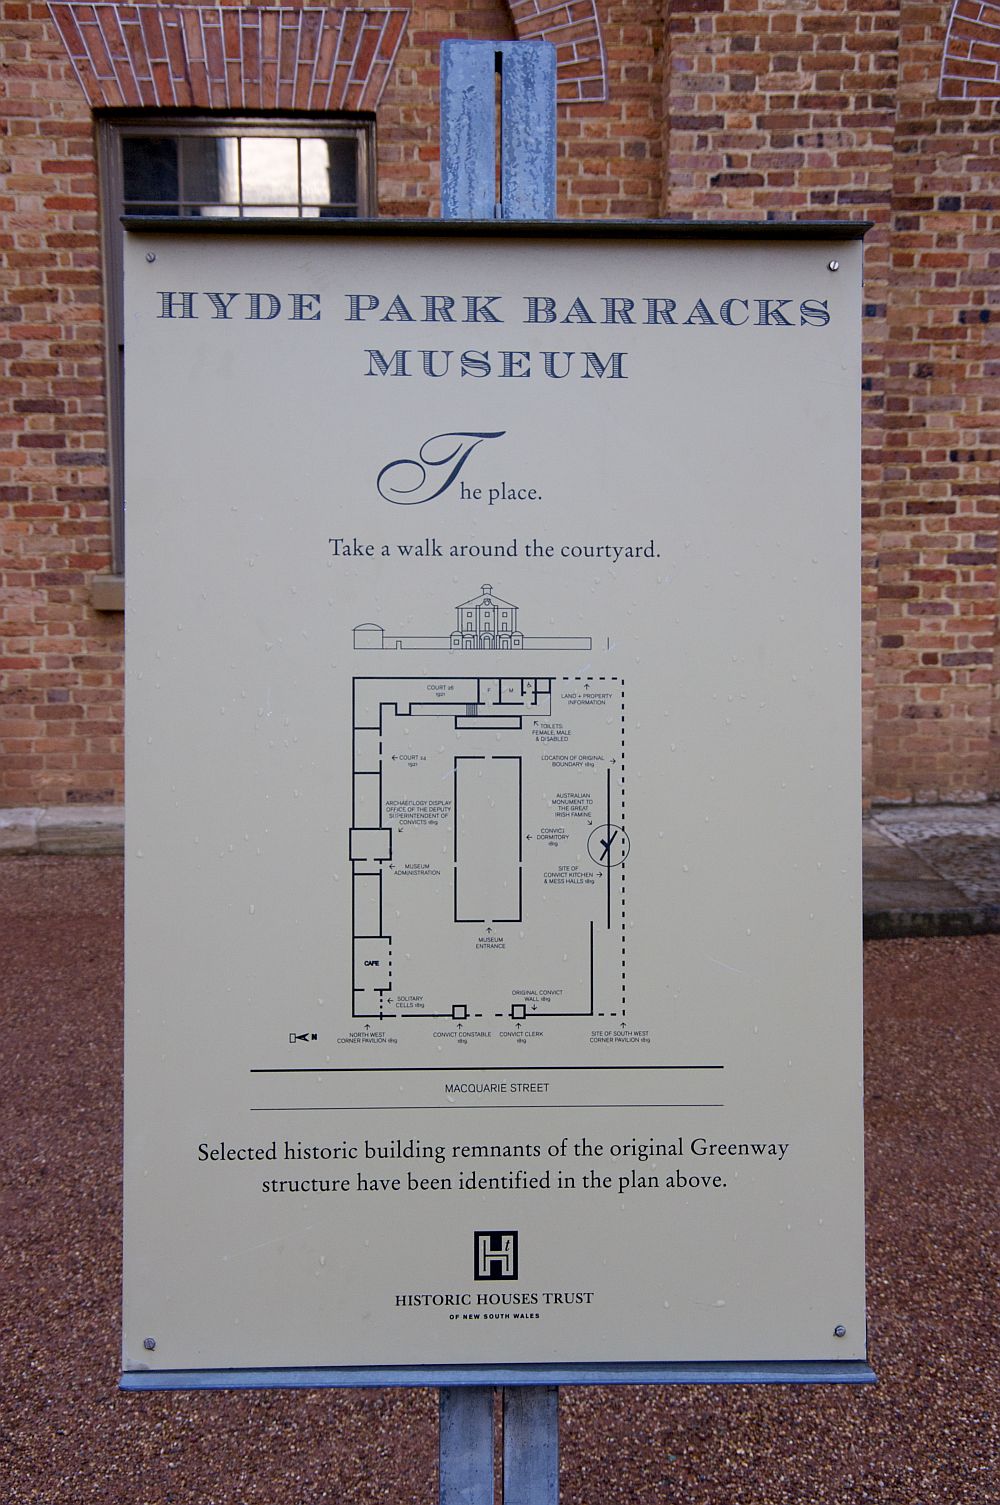 HYDE PARK BARRACKS
MUSEUM
The place.
Take a walk around the courtyard.
COURT 26
1921
F
M
LAND + PROPERTY
INFORMATION
TOILETS:
FEMALE, MALE
& DISABLED
COURT 24
1921
LOCATION OF ORIGINAL
BOUNDARY 1819
ARCHAEOLOGY DISPLAY
OFFICE OF THE DEPUTY
SUPERINTENDENT OF
CONVICTS 1819
AUSTRALIAN
MONUMENT TO
THE GREAT
IRISH FAMINE
CONVICT
DORMITORY
1819
MUSEUM
ADMINISTRATION
SITE OF
CONVICT KITCHEN
& MESS HALLS 1819
MUSEUM
ENTRANCE
CAFE
SOLITARY
CELLS 1819
ORIGINAL CONVICT
WALL 1819
N
NORTH WEST
CORNER PAVILION 1819
CONVICT CONSTABLE
1819
CONVICT CLERK
1819
SITE OF SOUTH WEST
CORNER PAVILION 1819
MACQUARIE STREET
Selected historic building remnants of the original Greenway
structure have been identified in the plan above.
Ht
HISTORIC HOUSES TRUST
OF NEW SOUTH WALES